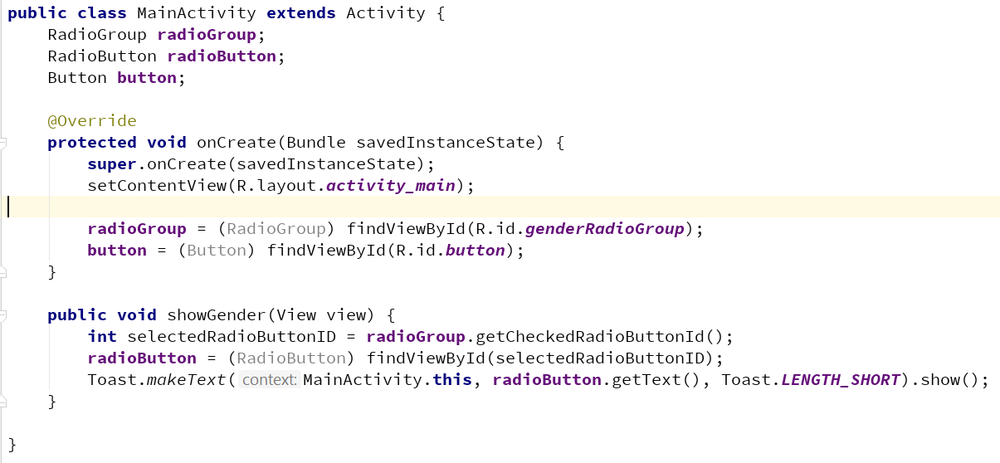 public class MainActivity extends Activity {
    RadioGroup radioGroup;
    RadioButton radioButton;
    Button button;
    @Override
    protected void onCreate(Bundle savedInstanceState) {
        super.onCreate(savedInstanceState);
        setContentView(R.layout.activity_main);
        radioGroup = (RadioGroup) findViewById(R.id.genderRadioGroup);
        button = (Button) findViewById(R.id.button);
    }
    public void showGender(View view) {
        int selectedRadioButtonID = radioGroup.getCheckedRadioButtonId();
        radioButton = (RadioButton) findViewById(selectedRadioButtonID);
        Toast.makeText( context: MainActivity.this, radioButton.getText(), Toast.LENGTH_SHORT).show();
    }
}